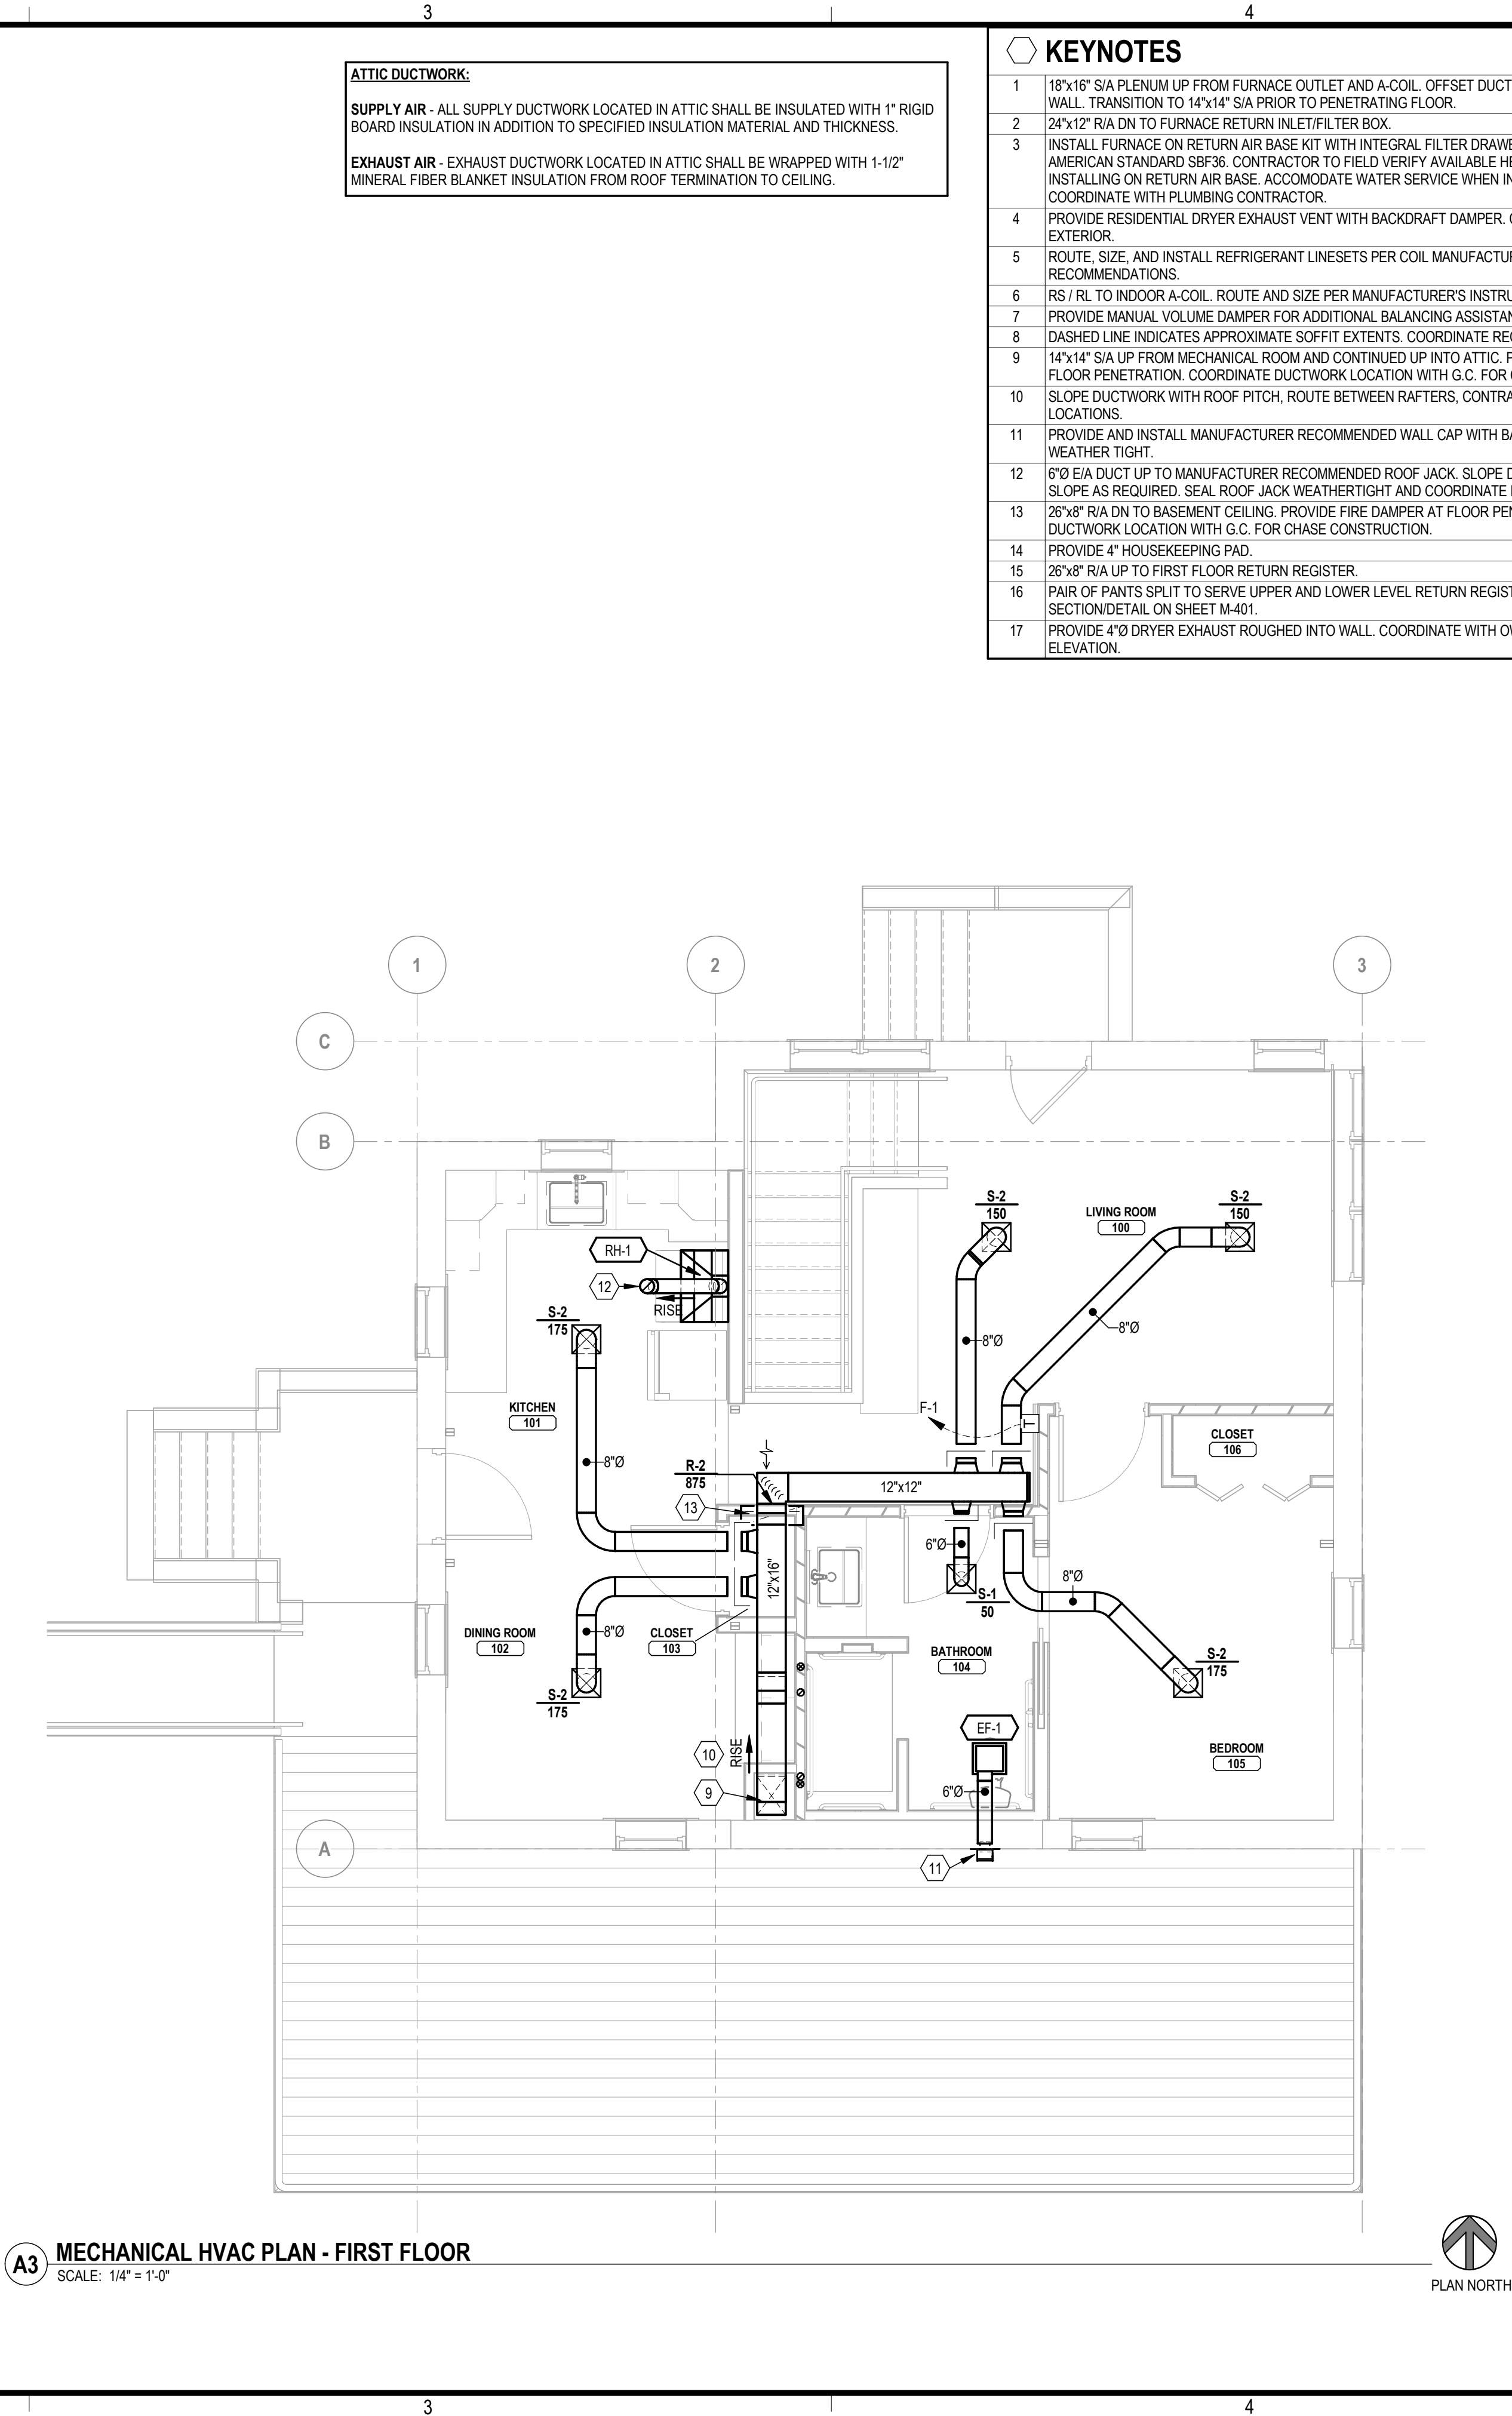 3
4
ATTIC DUCTWORK:
SUPPLY AIR - ALL SUPPLY DUCTWORK LOCATED IN ATTIC SHALL BE INSULATED WITH 1" RIGID
BOARD INSULATION IN ADDITION TO SPECIFIED INSULATION MATERIAL AND THICKNESS.
EXHAUST AIR - EXHAUST DUCTWORK LOCATED IN ATTIC SHALL BE WRAPPED WITH 1-1/2"
MINERAL FIBER BLANKET INSULATION FROM ROOF TERMINATION TO CEILING.
KEYNOTES
1 18"x16" S/A PLENUM UP FROM FURNACE OUTLET AND A-COIL. OFFSET DUCT
WALL. TRANSITION TO 14"x14" S/A PRIOR TO PENETRATING FLOOR.
2 24"x12" R/A DN TO FURNACE RETURN INLET/FILTER BOX.
3 INSTALL FURNACE ON RETURN AIR BASE KIT WITH INTEGRAL FILTER
AMERICAN STANDARD SBF36. CONTRACTOR TO FIELD VERIFY AVAILABLE
INSTALLING ON RETURN AIR BASE. ACCOMODATE WATER SERVICE WHEN
COORDINATE WITH PLUMBING CONTRACTOR.
4 PROVIDE RESIDENTIAL DRYER EXHAUST VENT WITH BACKDRAFT DAMPER.
EXTERIOR.
5 ROUTE, SIZE, AND INSTALL REFRIGERANT LINESETS PER COIL
RECOMMENDATIONS.
6 RS / RL TO INDOOR A-COIL. ROUTE AND SIZE PER MANUFACTURER'S
7 PROVIDE MANUAL VOLUME DAMPER FOR ADDITIONAL BALANCING
8 DASHED LINE INDICATES APPROXIMATE SOFFIT EXTENTS. COORDINATE
9 14"x14" S/A UP FROM MECHANICAL ROOM AND CONTINUED UP INTO ATTIC.
FLOOR PENETRATION. COORDINATE DUCTWORK LOCATION WITH G.C. FOR
10 SLOPE DUCTWORK WITH ROOF PITCH, ROUTE BETWEEN RAFTERS,
LOCATIONS.
11 PROVIDE AND INSTALL MANUFACTURER RECOMMENDED WALL CAP WITH
WEATHER TIGHT.
12 6"Ø E/A DUCT UP TO MANUFACTURER RECOMMENDED ROOF JACK. SLOPE
SLOPE AS REQUIRED. SEAL ROOF JACK WEATHERTIGHT AND COORDINATE
13 26"x8" R/A DN TO BASEMENT CEILING. PROVIDE FIRE DAMPER AT FLOOR
DUCTWORK LOCATION WITH G.C. FOR CHASE CONSTRUCTION.
14 PROVIDE 4" HOUSEKEEPING PAD.
15 26"x8" R/A UP TO FIRST FLOOR RETURN REGISTER.
16 PAIR OF PANTS SPLIT TO SERVE UPPER AND LOWER LEVEL RETURN
SECTION/DETAIL ON SHEET M-401.
17 PROVIDE 4"Ø DRYER EXHAUST ROUGHED INTO WALL. COORDINATE WITH
ELEVATION.
1
2
3
C
B
S-2
150
LIVING ROOM
100
S-2
150
RH-1
12
RISE
S-2
175
8"Ø
8"Ø
KITCHEN
101
F-1
T
CLOSET
106
8"Ø
R-2
875
12"x12"
13
6"Ø
12"x16"
8"Ø
S-1
50
DINING ROOM
102
8"Ø
CLOSET
103
BATHROOM
104
S-2
175
S-2
175
EF-1
BEDROOM
105
10
RISE
9
6"Ø
A
11
A3
MECHANICAL HVAC PLAN - FIRST FLOOR
SCALE: 1/4" = 1'-0"
PLAN NORTH
3
4